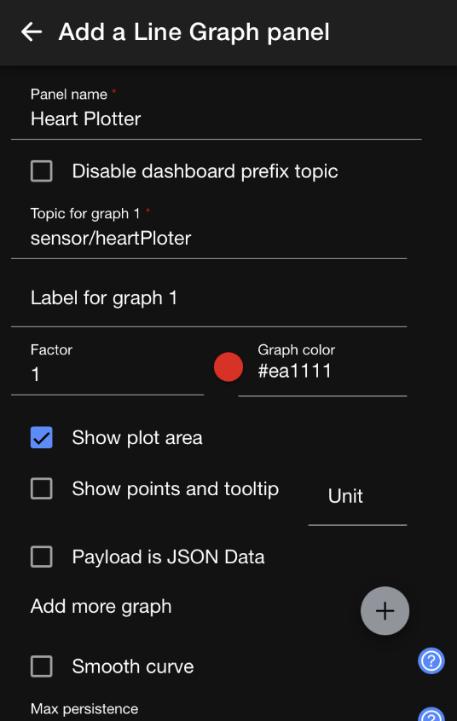 Add a Line Graph panel
Panel name *
Heart Plotter
Disable dashboard prefix topic
Topic for graph 1 *
sensor/heartPloter
Label for graph 1
Factor
Graph color
1
#ea1111
Show plot area
Show points and tooltip
Unit
Payload is JSON Data
Add more graph
+
Smooth curve
?
Max persistence
?